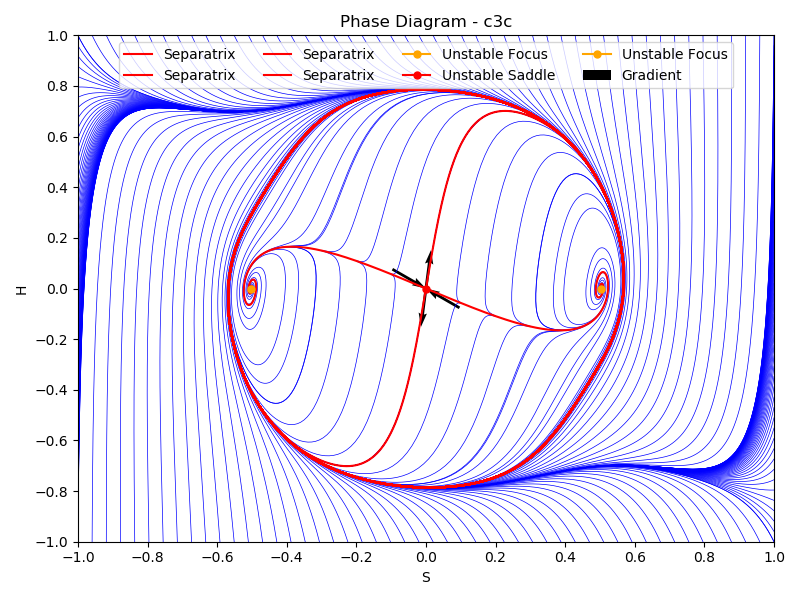 Phase Diagram - c3c
Separatrix Separatrix Unstable Focus Unstable Focus
Separatrix Separatrix Unstable Saddle Gradient
H
1.0
0.8
0.6
0.4
0.2
0.0
−0.2
−0.4
−0.6
−0.8
−1.0
−1.0 −0.8 −0.6 −0.4 −0.2 0.0 0.2 0.4 0.6 0.8 1.0
S